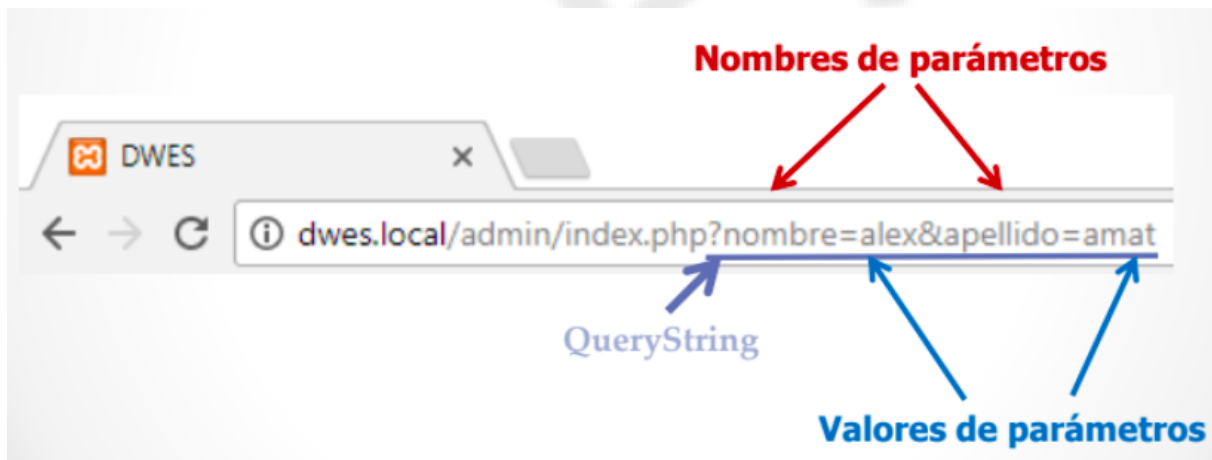 Nombres de parámetros
DWES
dwes.local/admin/index.php?nombre=alex&apellido=amat
QueryString
Valores de parámetros